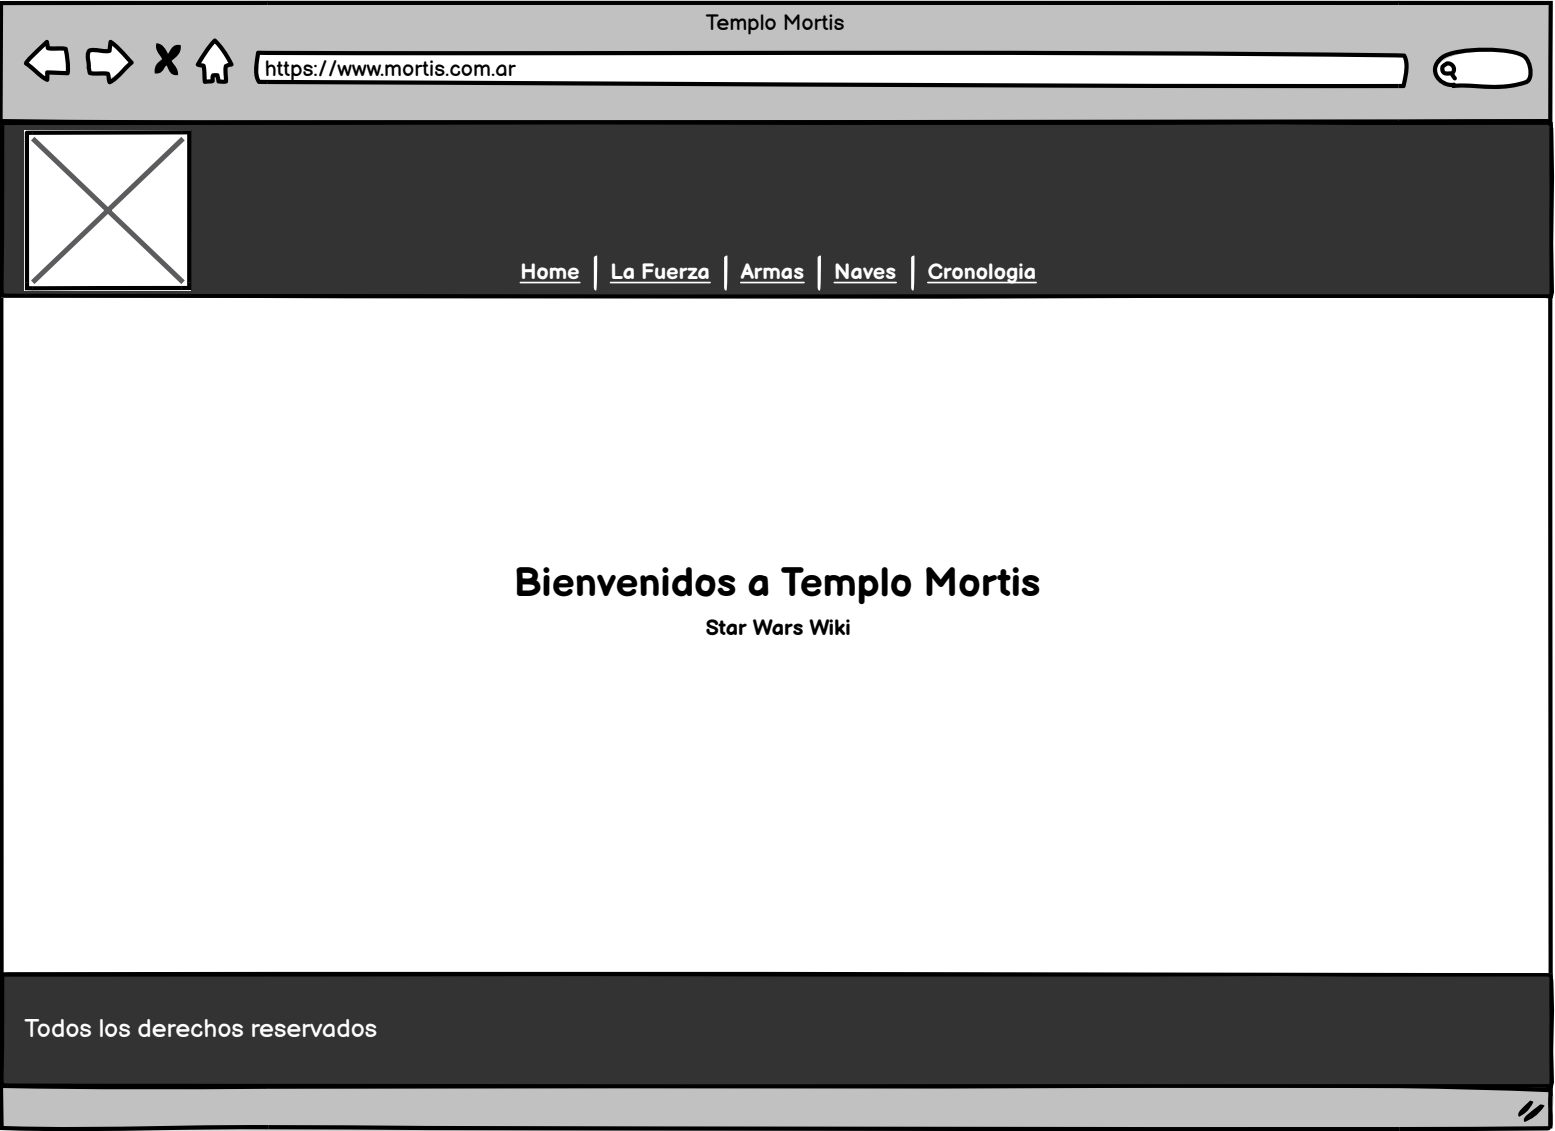 Templo Mortis
https://www.mortis.com.ar
Home La Fuerza Armas Naves Cronologia
Bienvenidos a Templo Mortis
Star Wars Wiki
Todos los derechos reservados